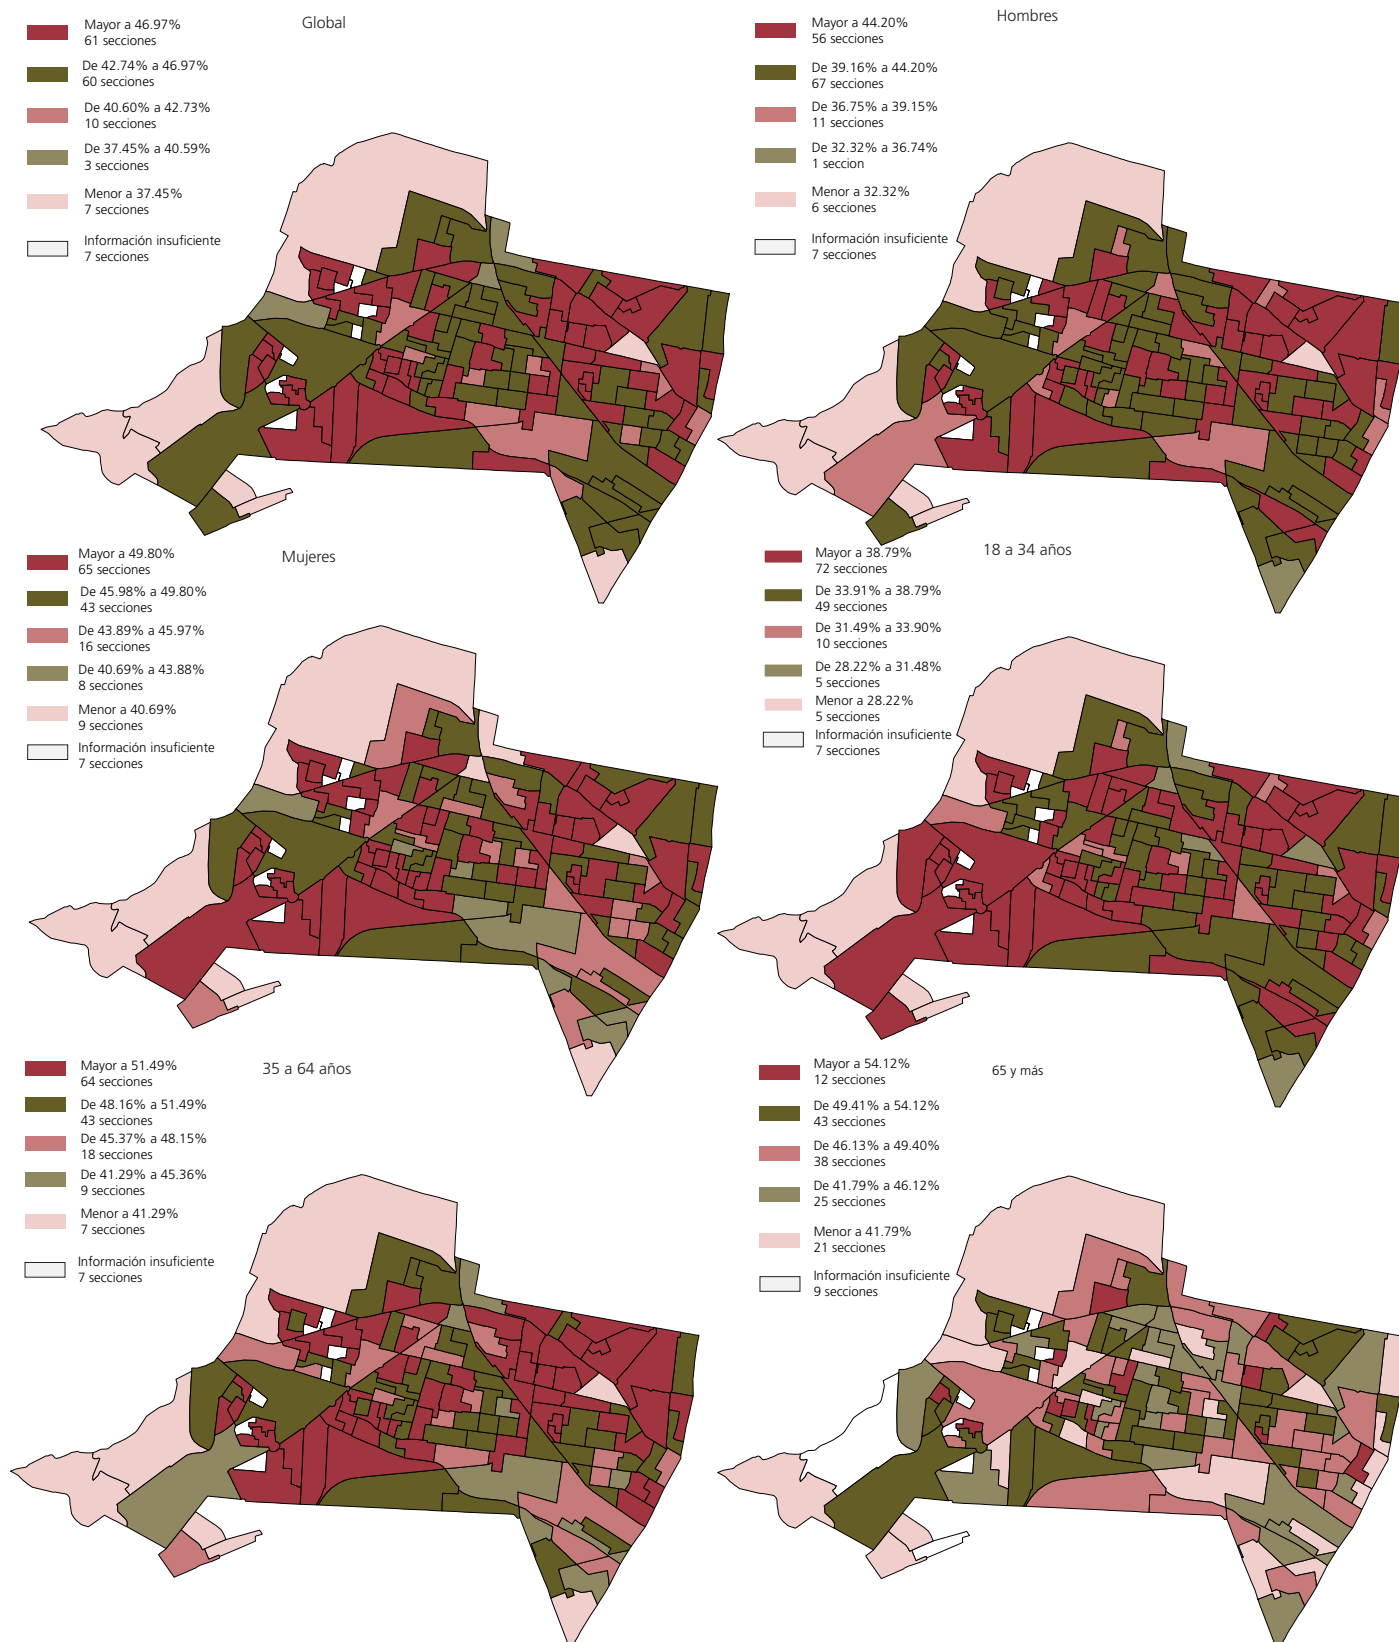 Global
Mayor a 46.97%
61 secciones
De 42.74% a 46.97%
60 secciones
De 40.60% a 42.73%
10 secciones
De 37.45% a 40.59%
3 secciones
Menor a 37.45%
7 secciones
Información insuficiente
7 secciones
Hombres
Mayor a 44.20%
56 secciones
De 39.16% a 44.20%
67 secciones
De 36.75% a 39.15%
11 secciones
De 32.32% a 36.74%
1 seccion
Menor a 32.32%
6 secciones
Información insuficiente
7 secciones
Mujeres
Mayor a 49.80%
65 secciones
De 45.98% a 49.80%
43 secciones
De 43.89% a 45.97%
16 secciones
De 40.69% a 43.88%
8 secciones
Menor a 40.69%
9 secciones
Información insuficiente
7 secciones
18 a 34 años
Mayor a 38.79%
72 secciones
De 33.91% a 38.79%
49 secciones
De 31.49% a 33.90%
10 secciones
De 28.22% a 31.48%
5 secciones
Menor a 28.22%
5 secciones
Información insuficiente
7 secciones
35 a 64 años
Mayor a 51.49%
64 secciones
De 48.16% a 51.49%
43 secciones
De 45.37% a 48.15%
18 secciones
De 41.29% a 45.36%
9 secciones
Menor a 41.29%
7 secciones
Información insuficiente
7 secciones
65 y más
Mayor a 54.12%
12 secciones
De 49.41% a 54.12%
43 secciones
De 46.13% a 49.40%
38 secciones
De 41.79% a 46.12%
25 secciones
Menor a 41.79%
21 secciones
Información insuficiente
9 secciones